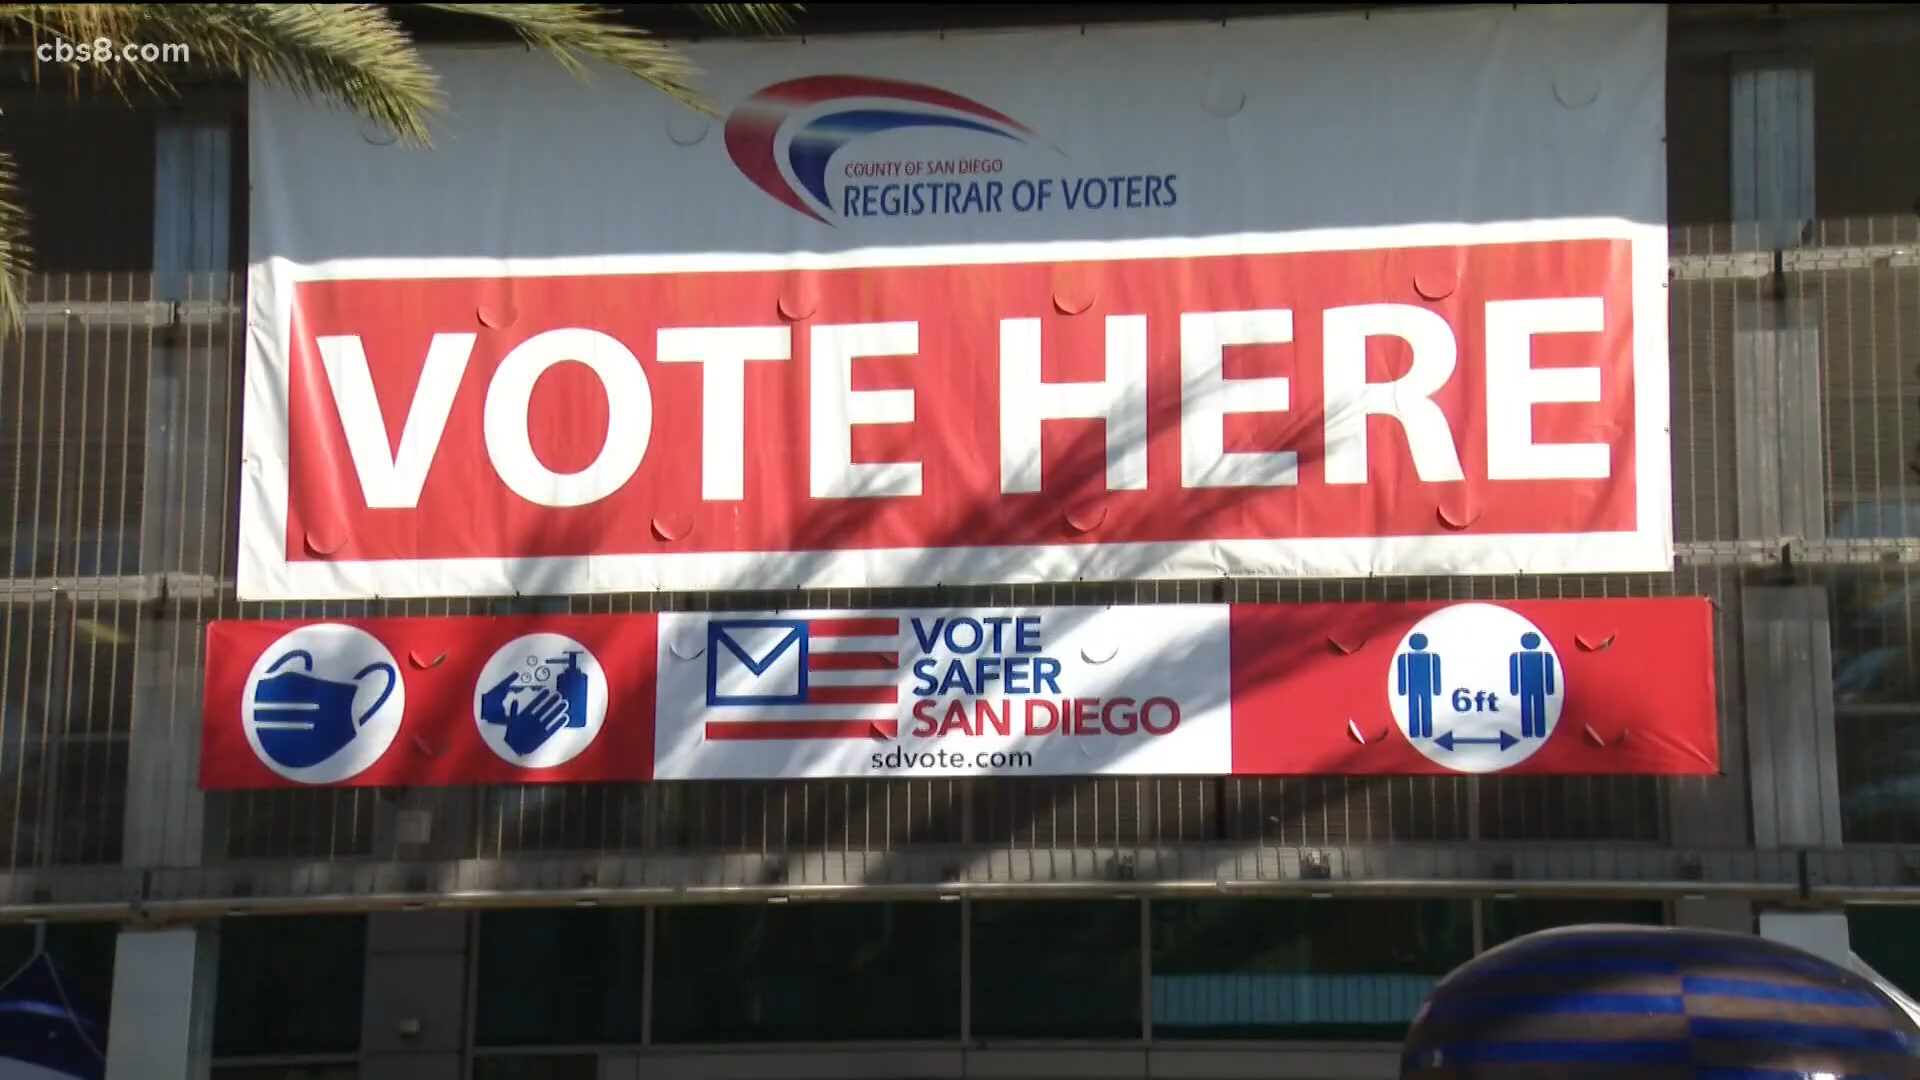 cbs8.com
COUNTY OF SAN DIEGO
REGISTRAR OF VOTERS
VOTE HERE
VOTE
SAFER
SAN DIEGO
sdvote.com
6ft